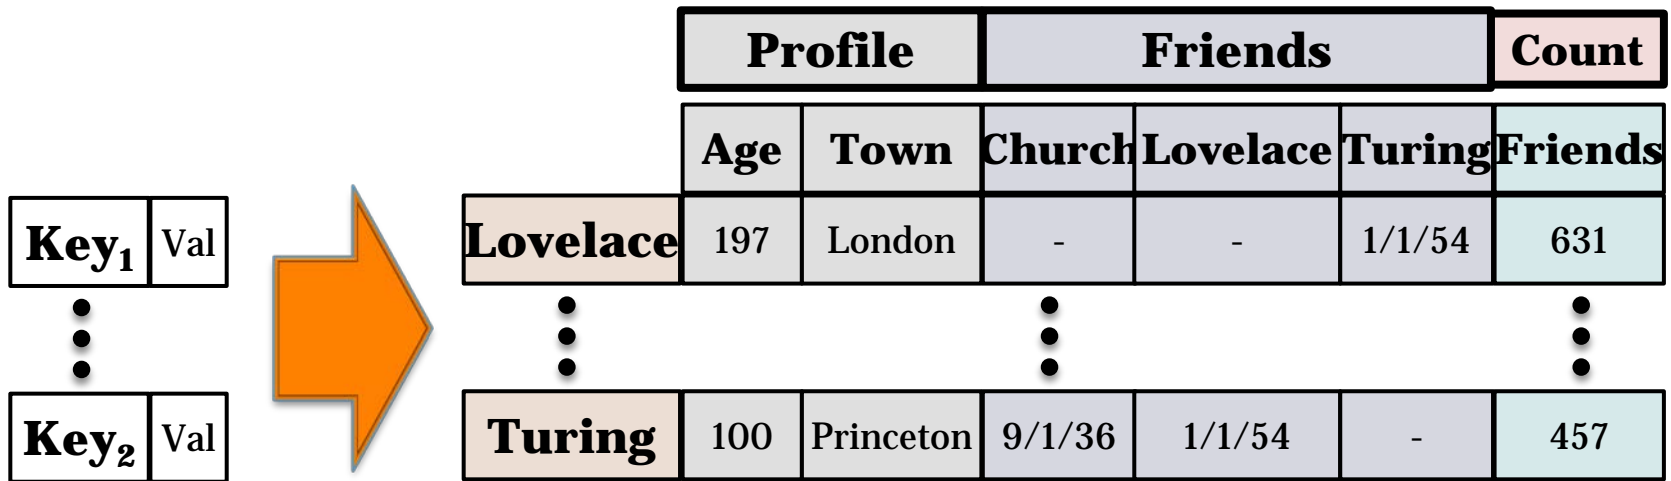 Profile Friends Count
Age Town Church Lovelace Turing Friends
Key₁ Val Lovelace 197 London - - 1/1/54 631
Key₂ Val Turing 100 Princeton 9/1/36 1/1/54 - 457